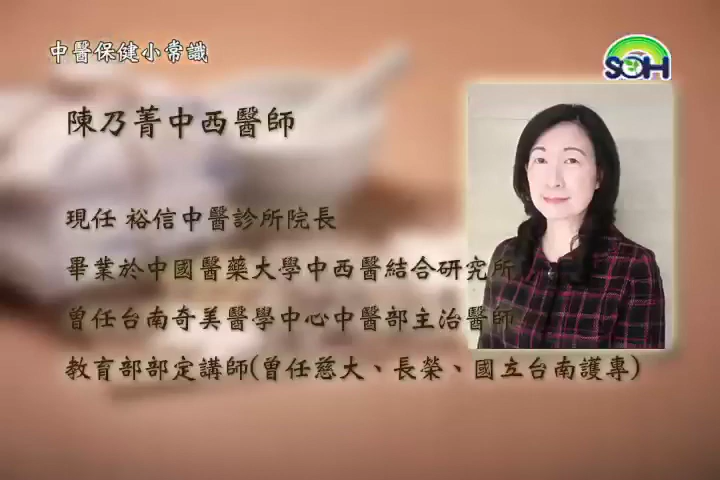 中醫保健小常識
SOH
陳乃菁中西醫師
現任 裕信中醫診所院長
畢業於中國醫藥大學中西醫結合研究所
曾任台南奇美醫學中心中醫部主治醫師
教育部部定講師(曾任慈大、長榮、國立台南護專)